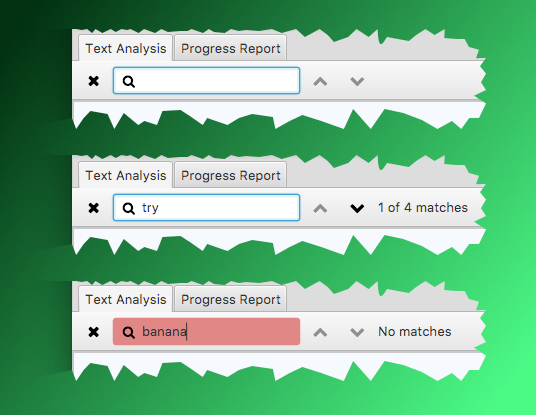 Text Analysis Progress Report
Text Analysis Progress Report
try 1 of 4 matches
Text Analysis Progress Report
banana No matches